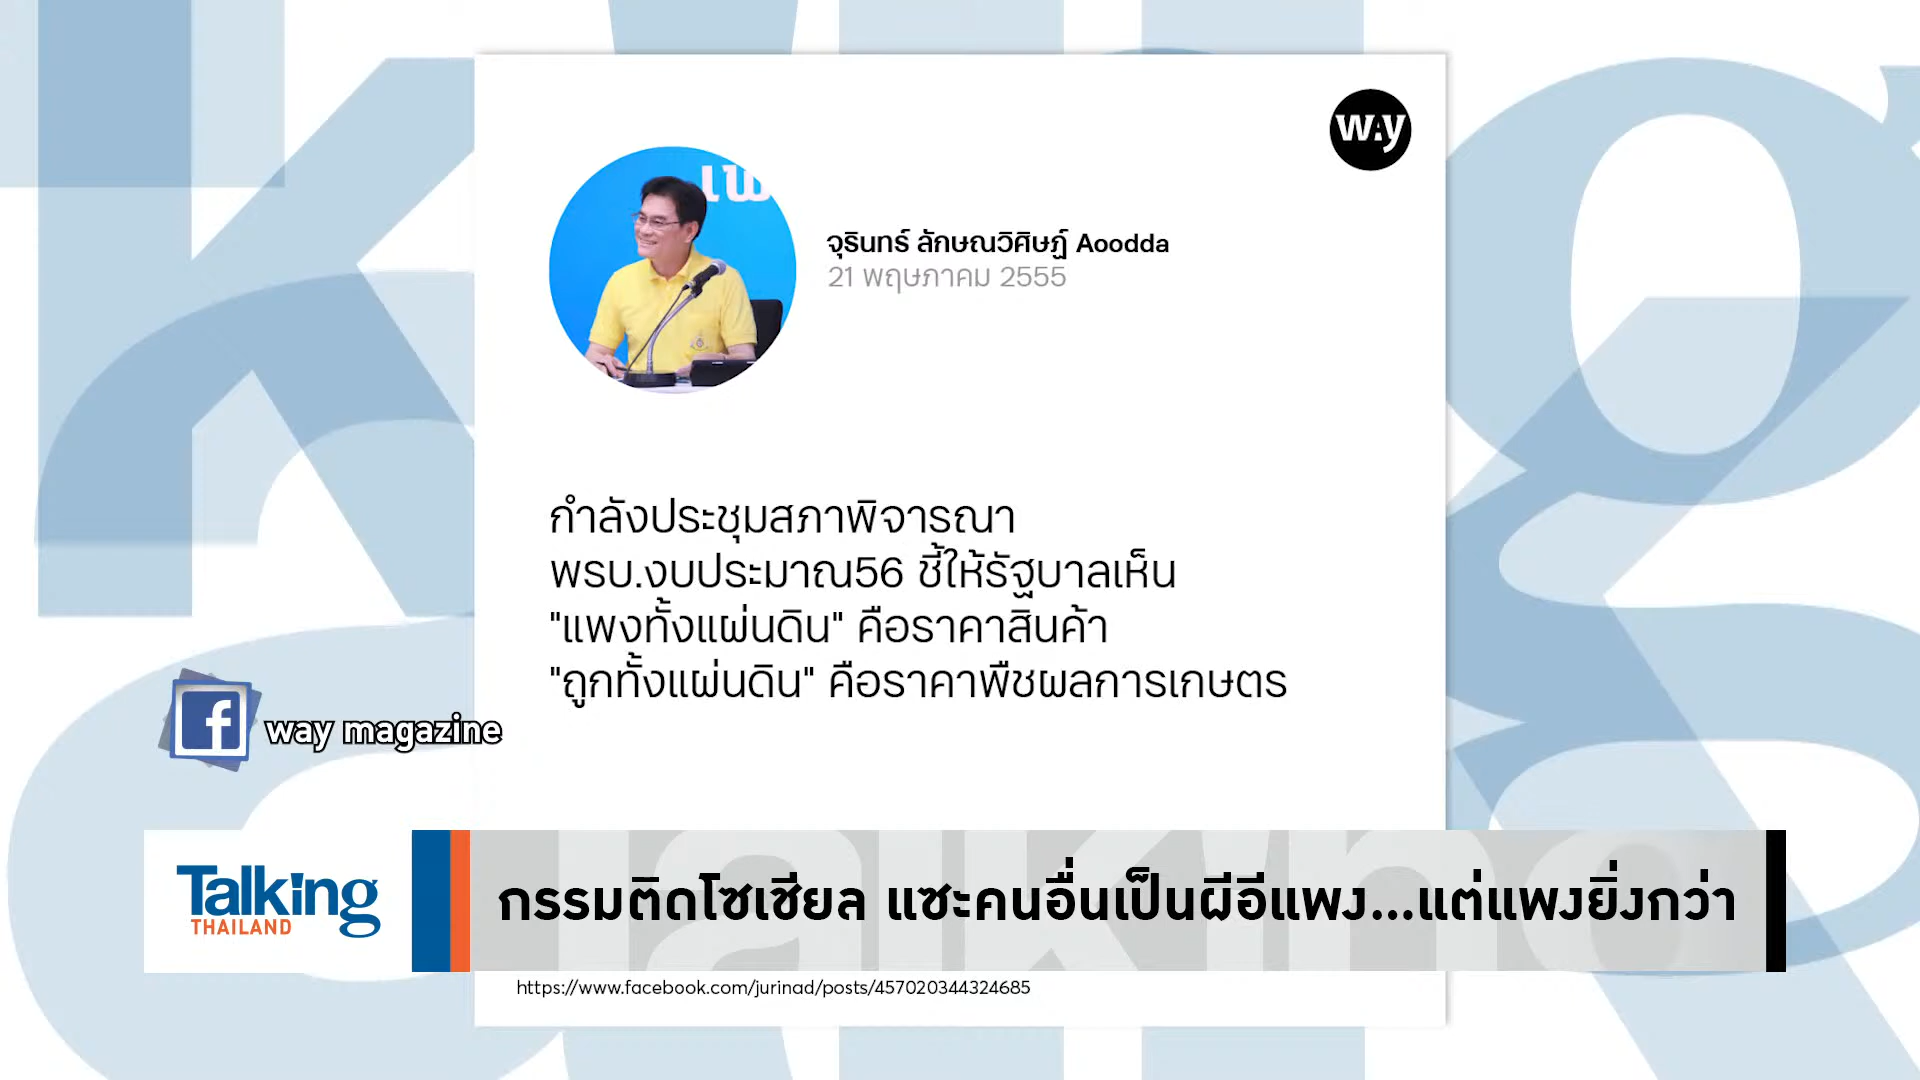 WAY
เพ
จุรินทร์ ลักษณวิศิษฏ์ Aoodda
21 พฤษภาคม 2555
กำลังประชุมสภาพิจารณา
พรบ.งบประมาณ56 ชี้ให้รัฐบาลเห็น
"แพงทั้งแผ่นดิน" คือราคาสินค้า
"ถูกทั้งแผ่นดิน" คือราคาพืชผลการเกษตร
f way magazine
Talking
THAILAND
กรรมติดโซเชียล แซะคนอื่นเป็นผีอีแพง...แต่แพงยิ่งกว่า
https://www.facebook.com/jurinad/posts/457020344324685